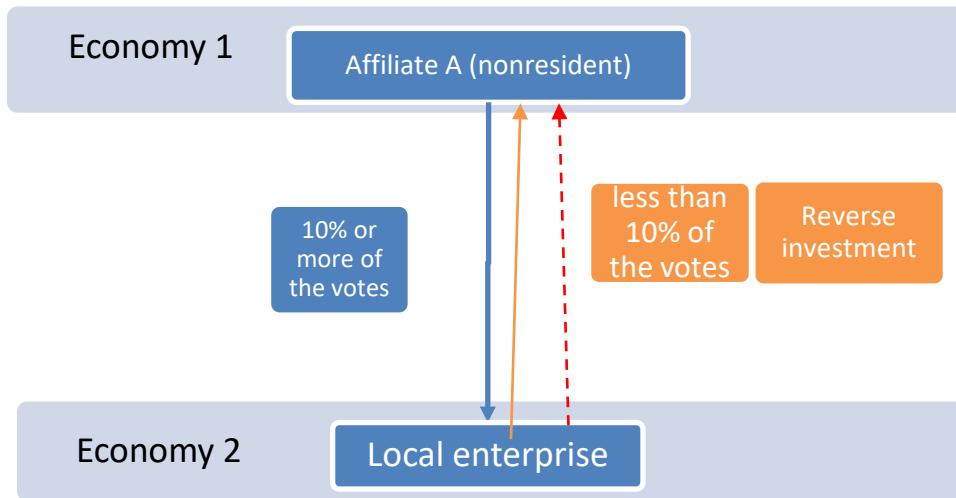 Economy 1
Affiliate A (nonresident)
10% or
more of
the votes
less than
10% of
the votes
Reverse
investment
Economy 2
Local enterprise